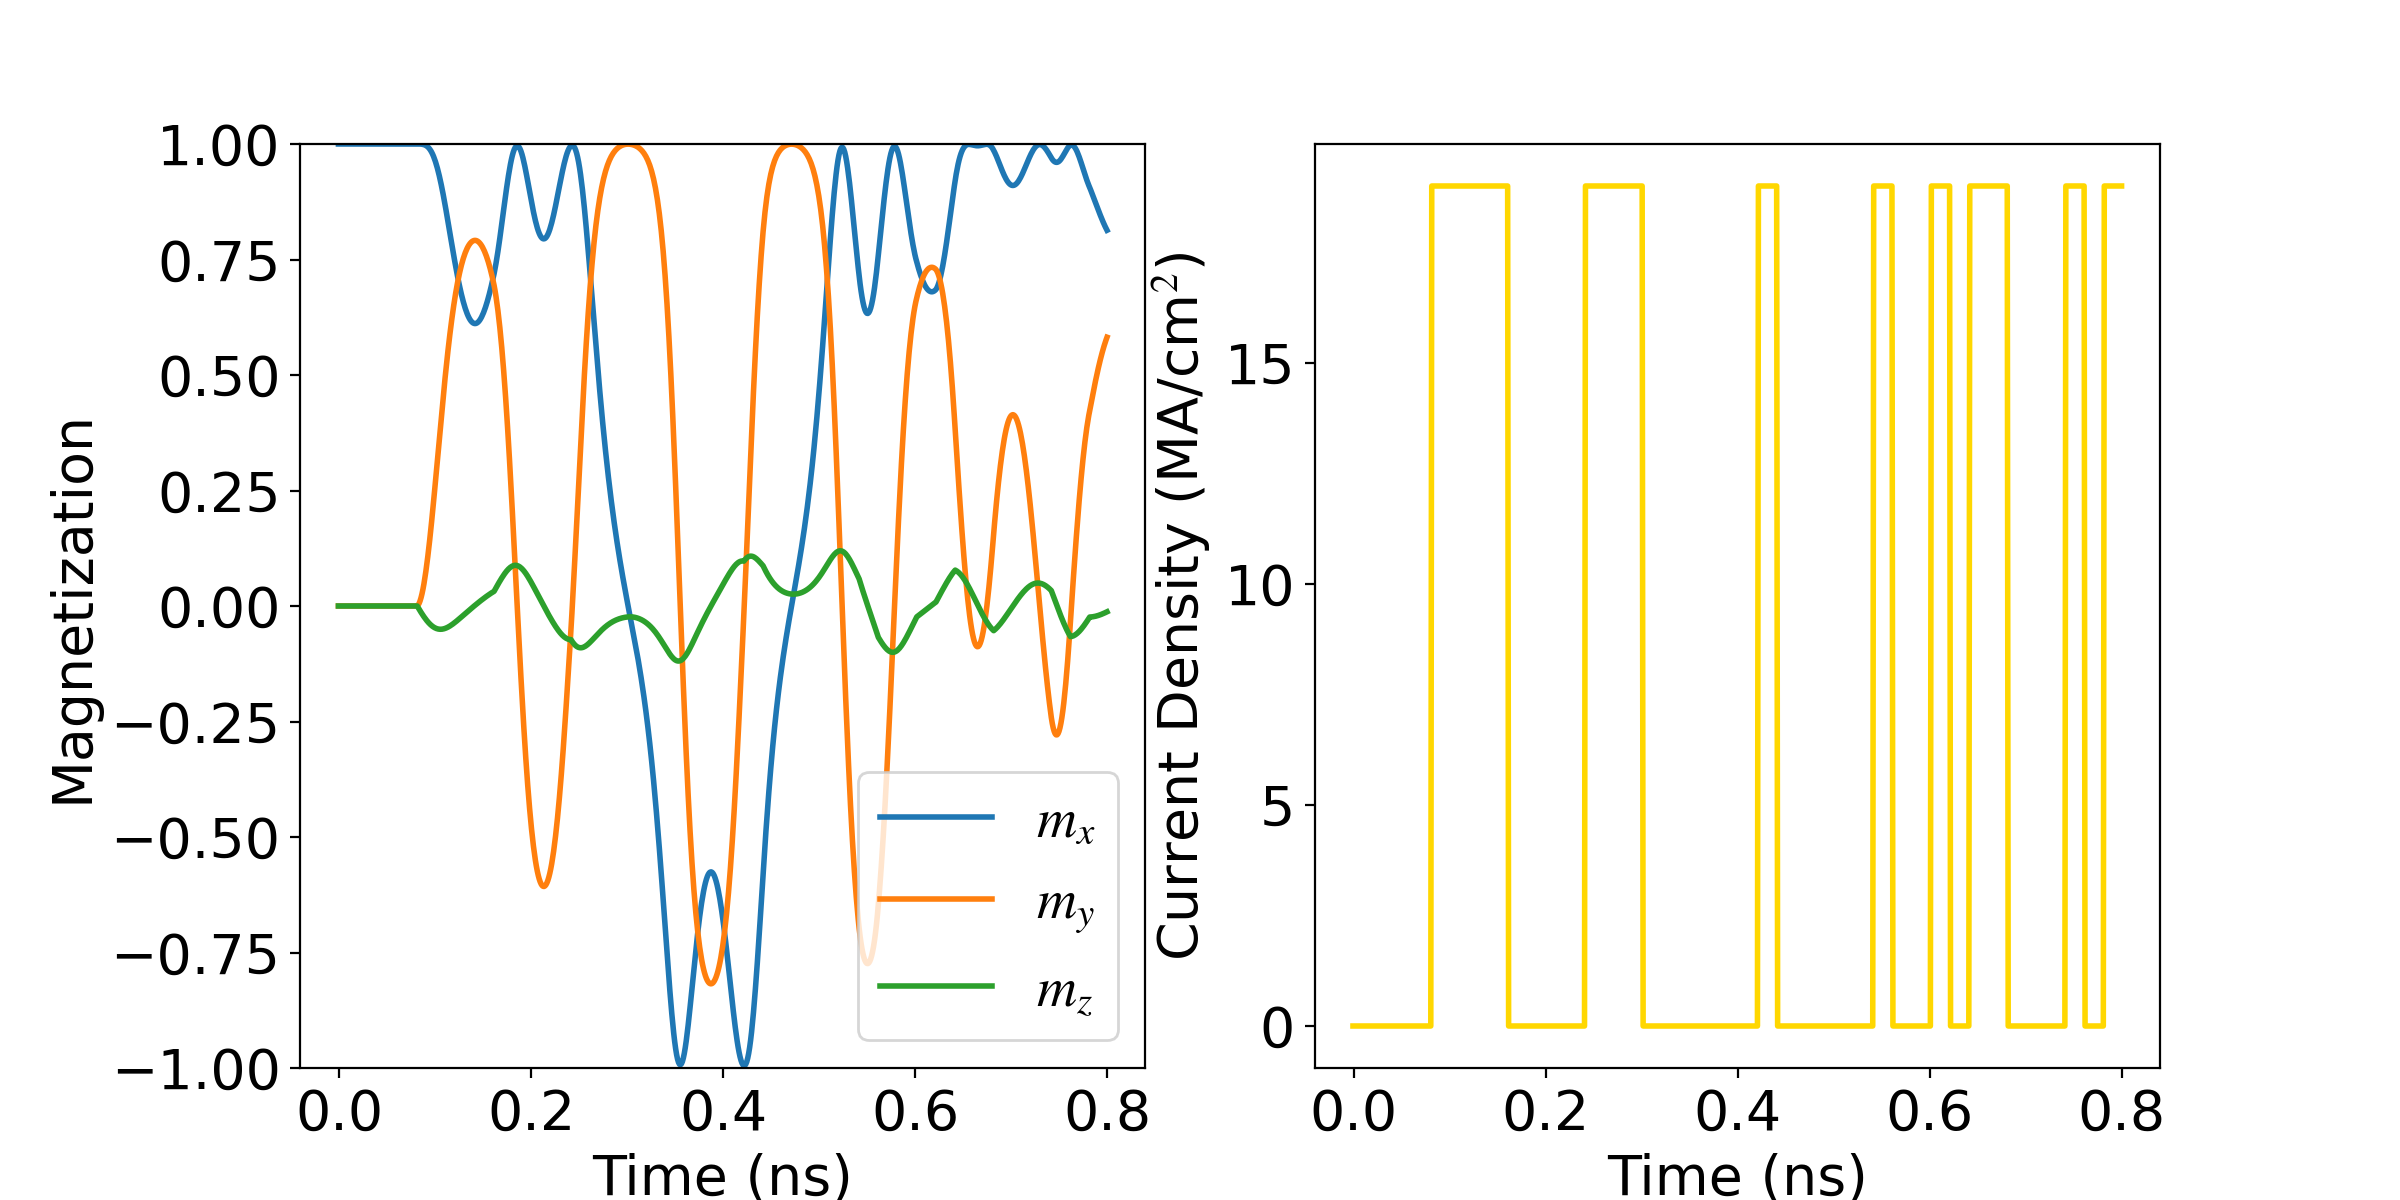 1.00
0.75
0.50
0.25
0.00
−0.25
−0.50
−0.75
−1.00
Magnetization
0.0 0.2 0.4 0.6 0.8
Time (ns)
m_x
m_y
m_z
15
10
5
0
Current Density (MA/cm²)
0.0 0.2 0.4 0.6 0.8
Time (ns)